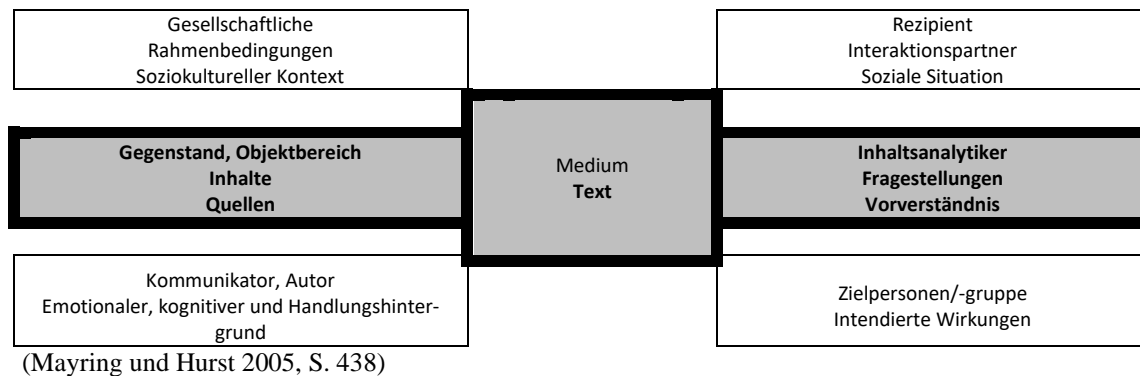 Gesellschaftliche
Rahmenbedingungen
Soziokultureller Kontext
Rezipient
Interaktionspartner
Soziale Situation
Gegenstand, Objektbereich
Inhalte
Quellen
Medium
Text
Inhaltsanalytiker
Fragestellungen
Vorverständnis
Kommunikator, Autor
Emotionaler, kognitiver und Handlungshinter-
grund
Zielpersonen/-gruppe
Intendierte Wirkungen
(Mayring und Hurst 2005, S. 438)